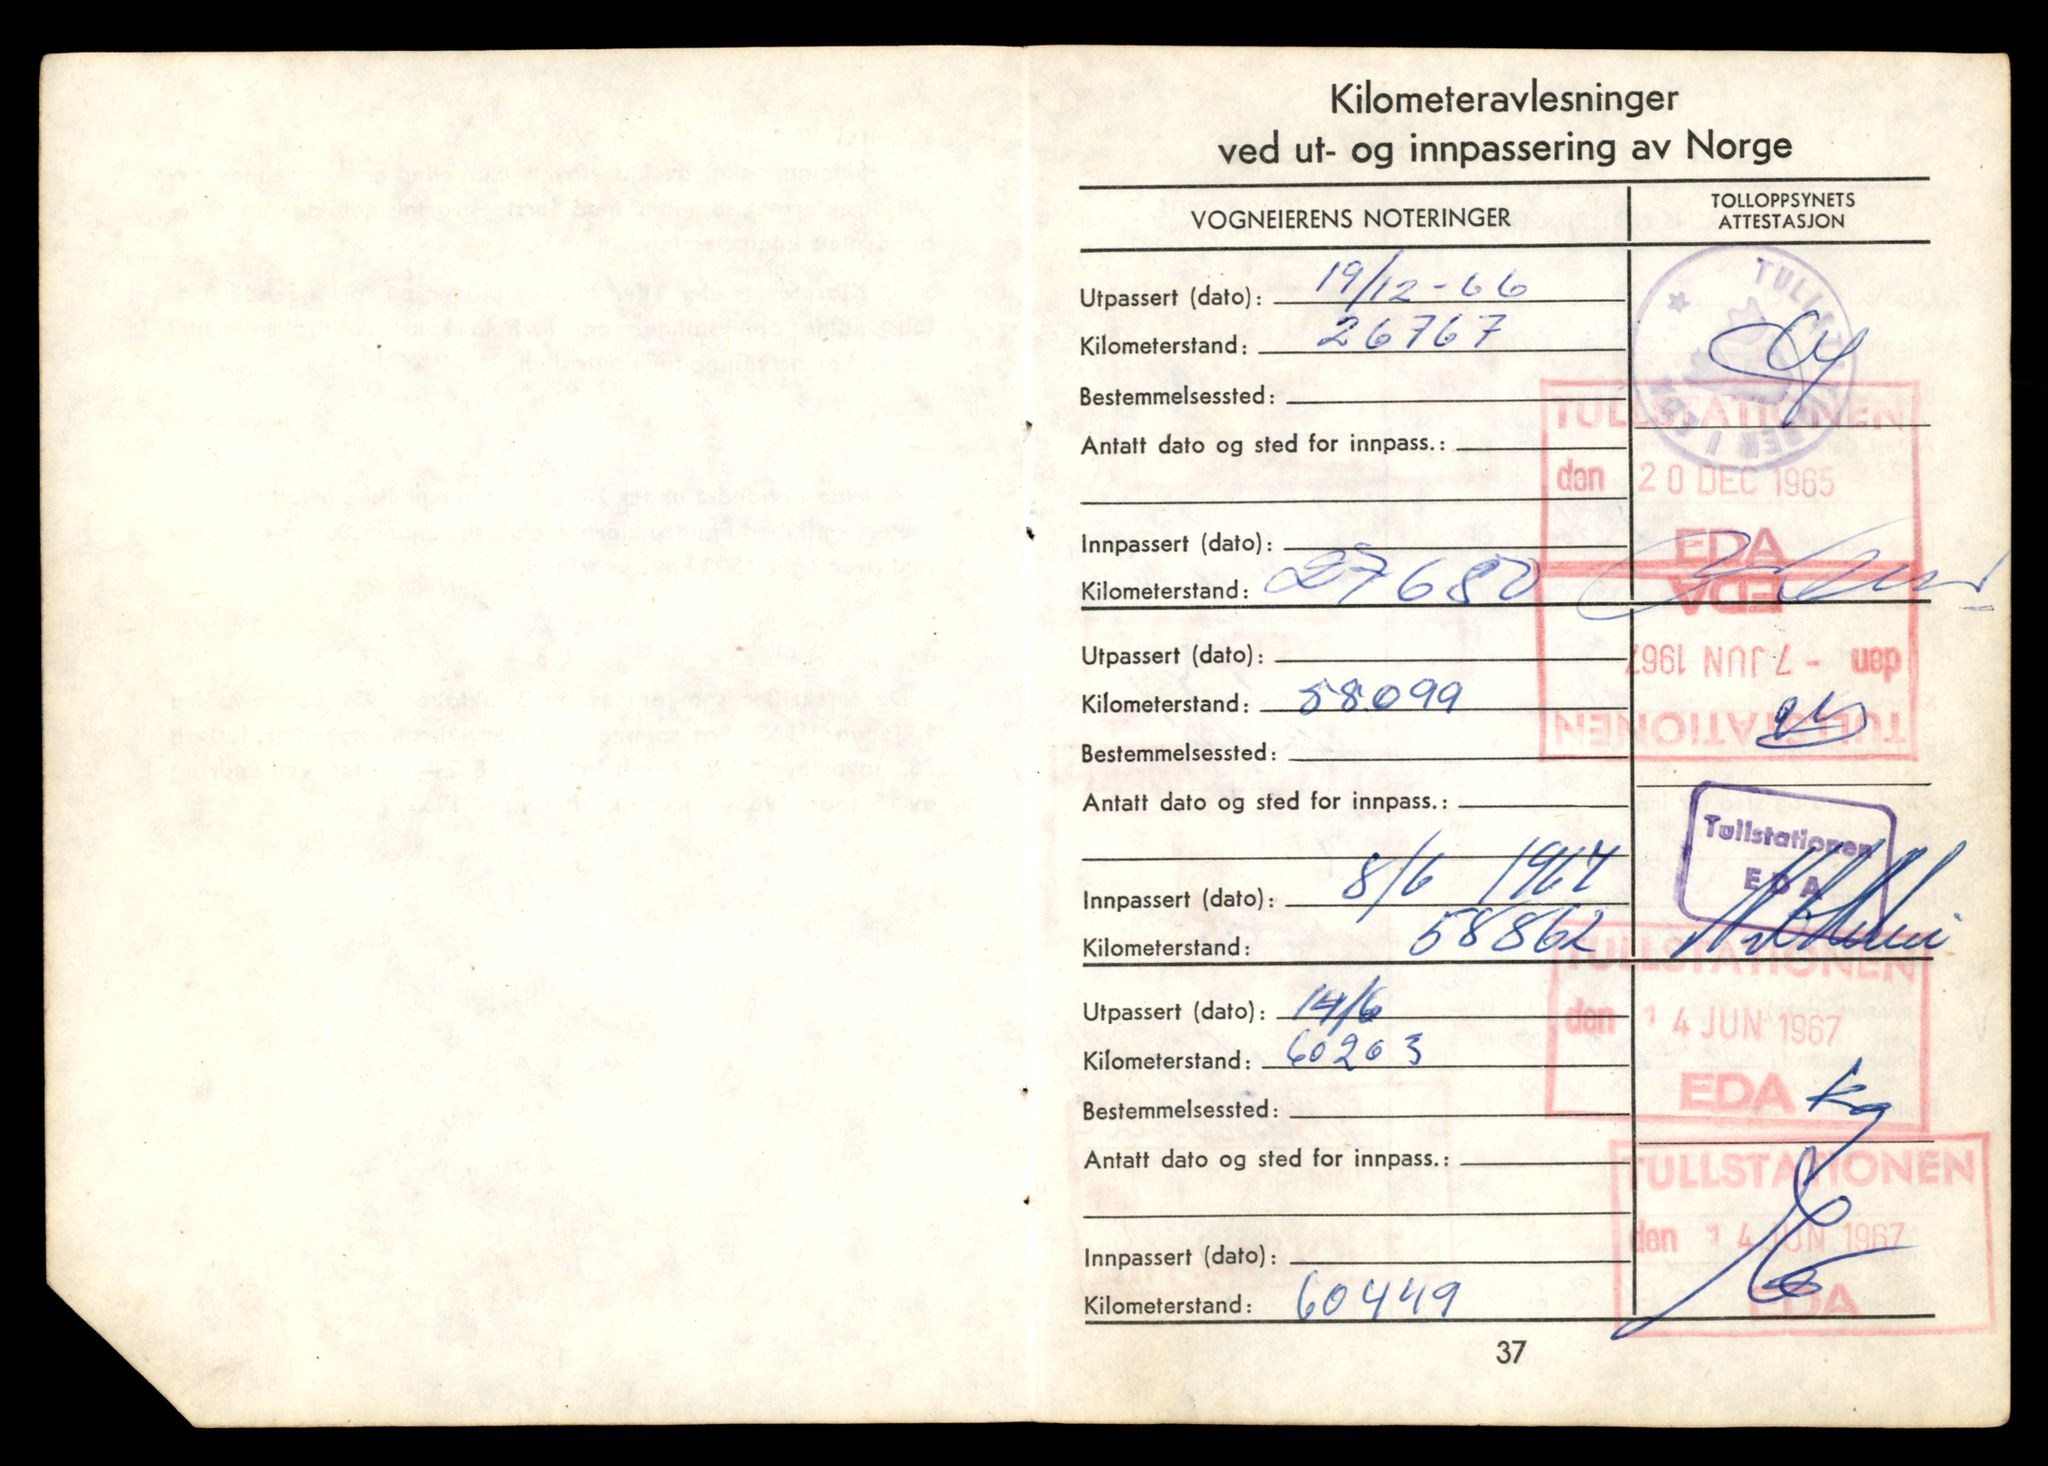 Kilometeravlesninger
ved ut- og innpassering av Norge
VOGNEIERENS NOTERINGER
TOLLOPPSYNETS
ATTESTASJON
Utpassert (dato): 19/12-66
Kilometerstand: 26767
Bestemmelsessted:
TULLSTATIONEN
Antatt dato og sted for innpass.:
den 20 DEC 1965
EDA
Innpassert (dato):
Kilometerstand: 27680
EDA
Utpassert (dato):
den - 7 JUN 1967
Kilometerstand: 58099
TULLSTATIONEN
Bestemmelsessted:
Antatt dato og sted for innpass.:
Tullstationen
EDA
Innpassert (dato): 8/6 1967
Kilometerstand: 58862
TULLSTATIONEN
Utpassert (dato): 14/6
den 14 JUN 1967
Kilometerstand: 60203
EDA
Bestemmelsessted:
Antatt dato og sted for innpass.:
TULLSTATIONEN
den 14 JUN 1967
Innpassert (dato):
EDA
Kilometerstand: 60449
37